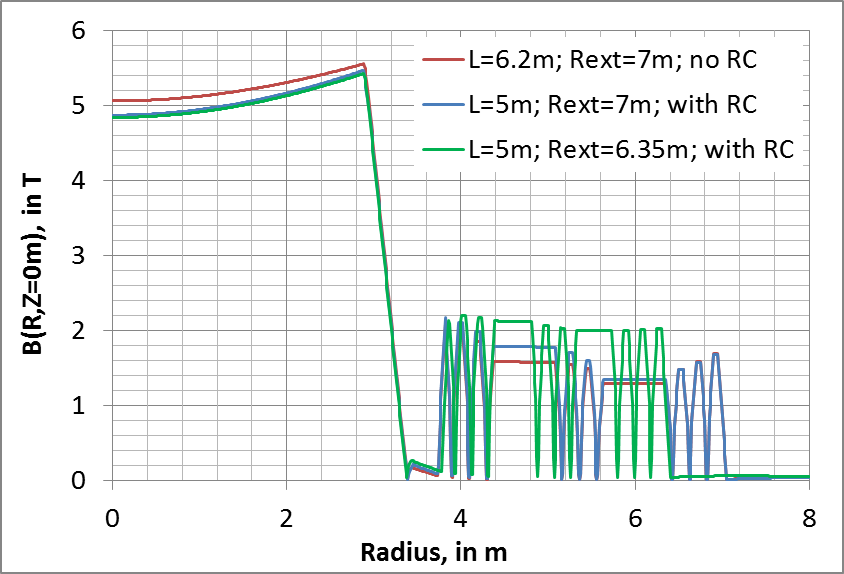 6
L=6.2m; Rext=7m; no RC
5
L=5m; Rext=7m; with RC
L=5m; Rext=6.35m; with RC
4
B(R,Z=0m), in T
3
2
1
0
0 2 4 6 8
Radius, in m